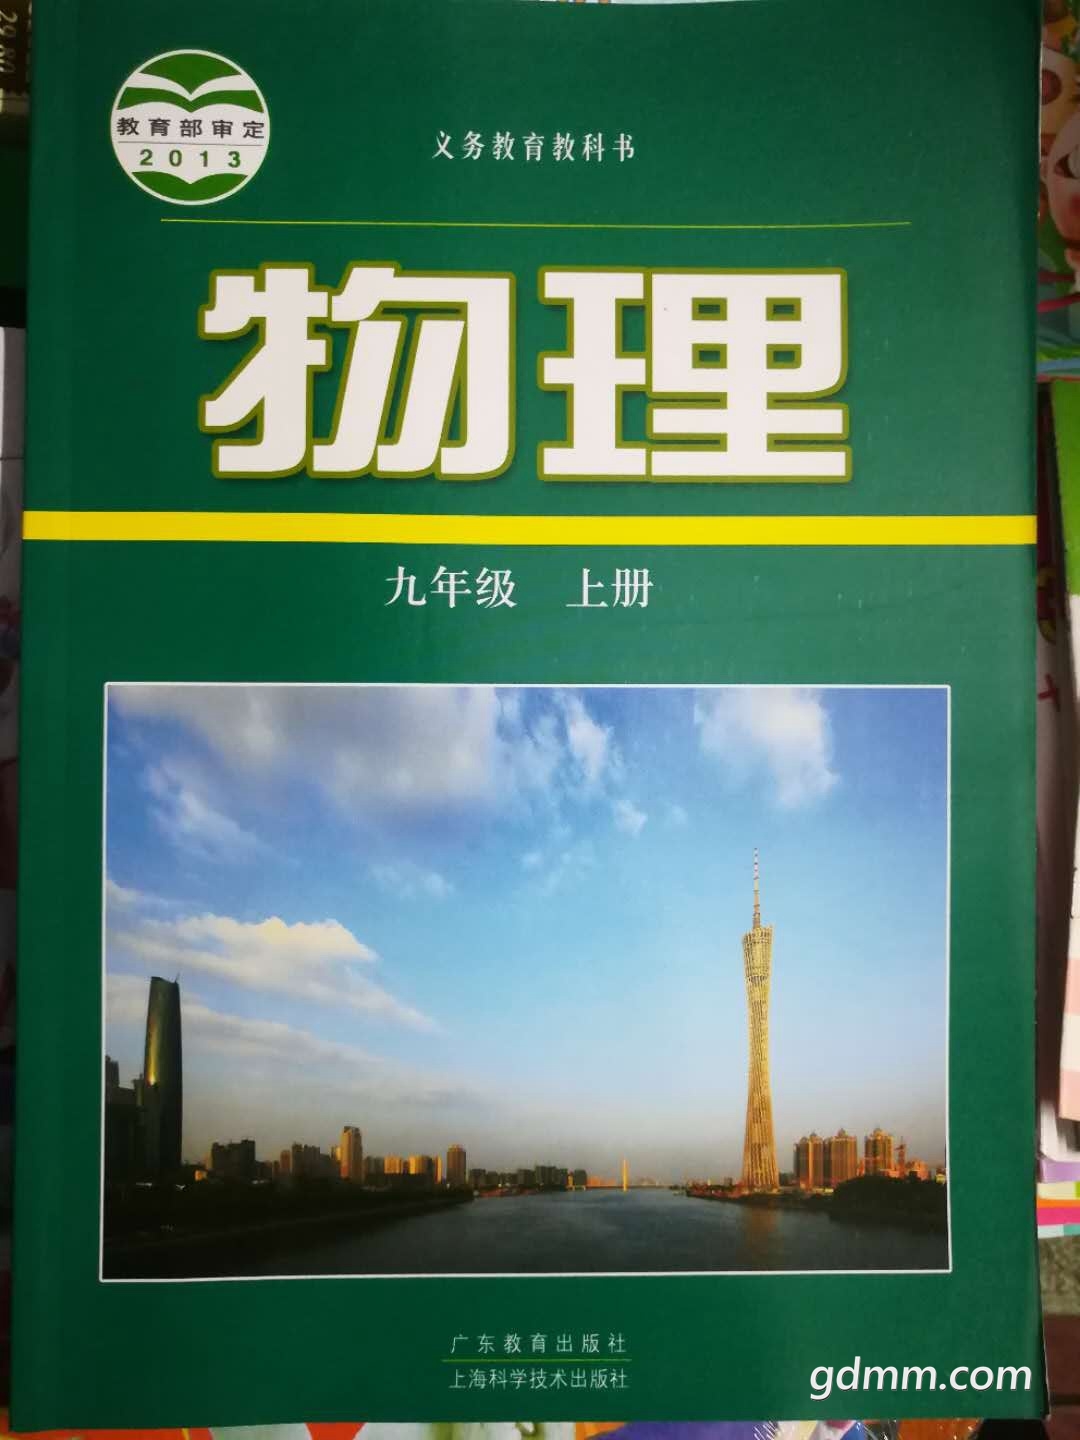 教育部审定
2013
义务教育教科书
物理
九年级 上册
广东教育出版社
上海科学技术出版社
gdmm.com